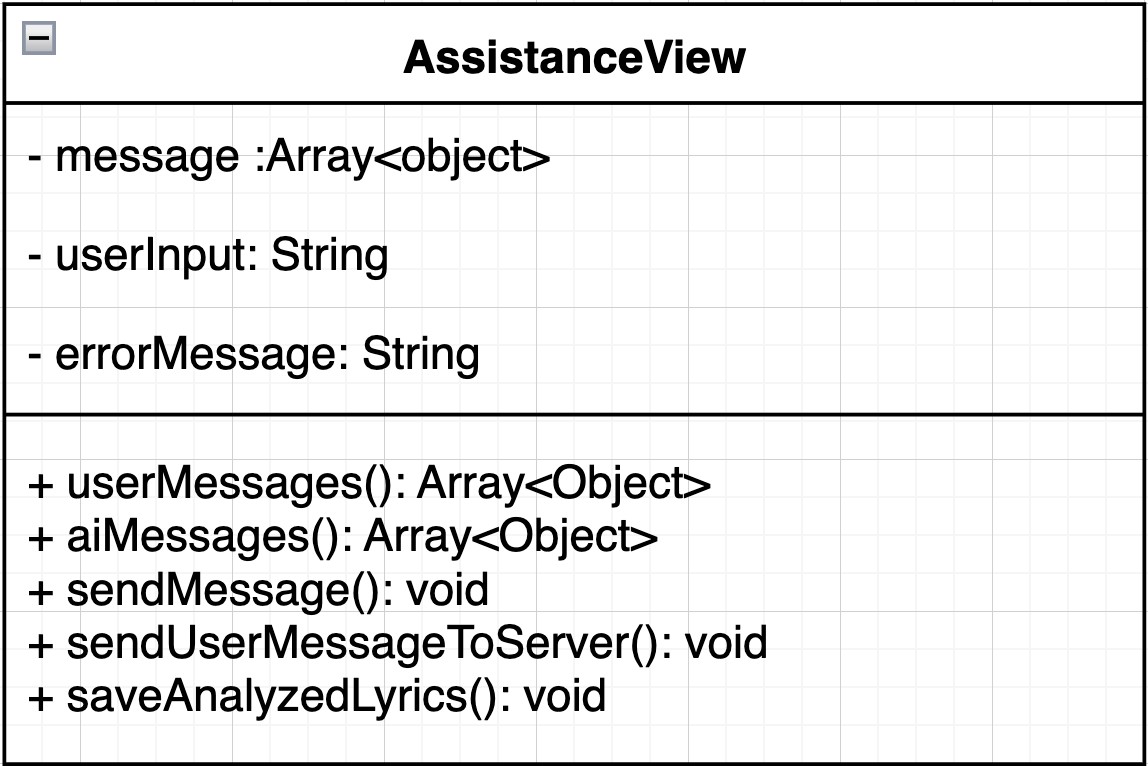 AssistanceView
- message :Array<object>
- userInput: String
- errorMessage: String
+ userMessages(): Array<Object>
+ aiMessages(): Array<Object>
+ sendMessage(): void
+ sendUserMessageToServer(): void
+ saveAnalyzedLyrics(): void